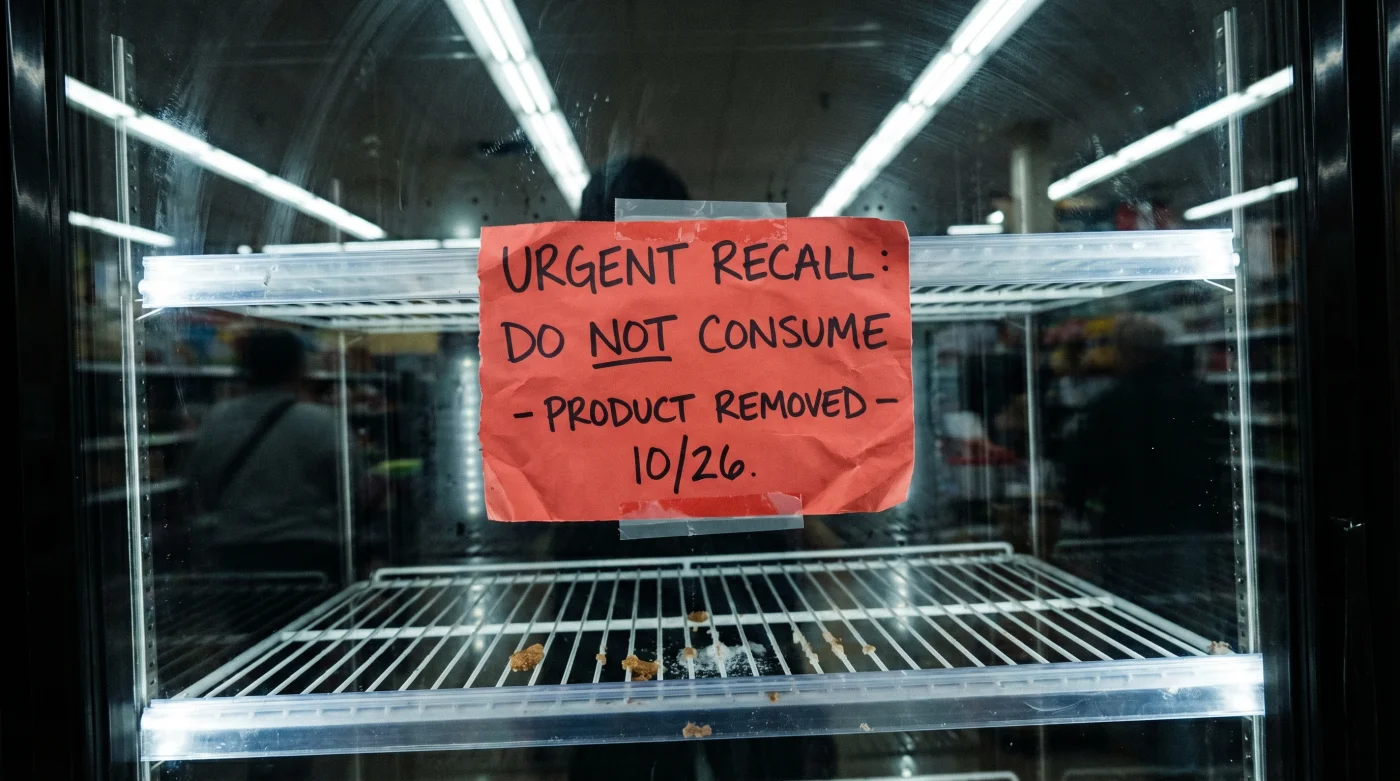 URGENT RECALL:
DO NOT CONSUME
- PRODUCT REMOVED -
10/26.